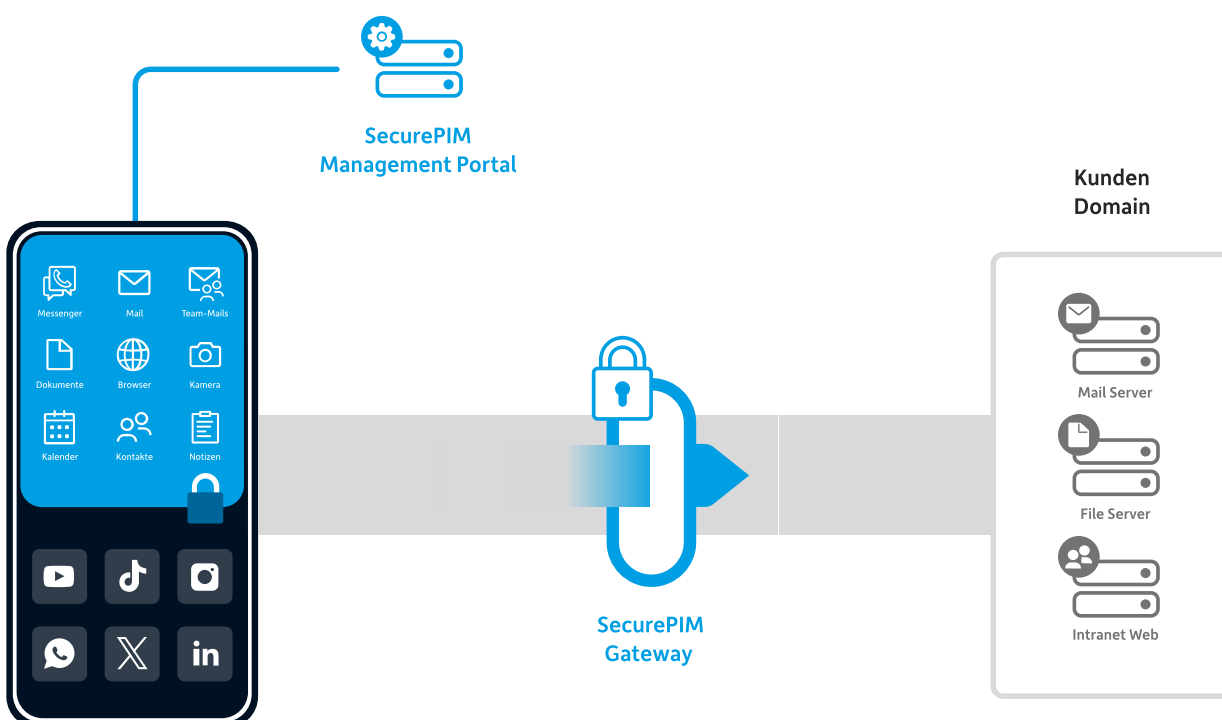 SecurePIM
Management Portal
Kunden
Domain
Messenger
Mail
Team-Mails
Dokumente
Browser
Kamera
Kalender
Kontakte
Notizen
Mail Server
File Server
Intranet Web
SecurePIM
Gateway
in